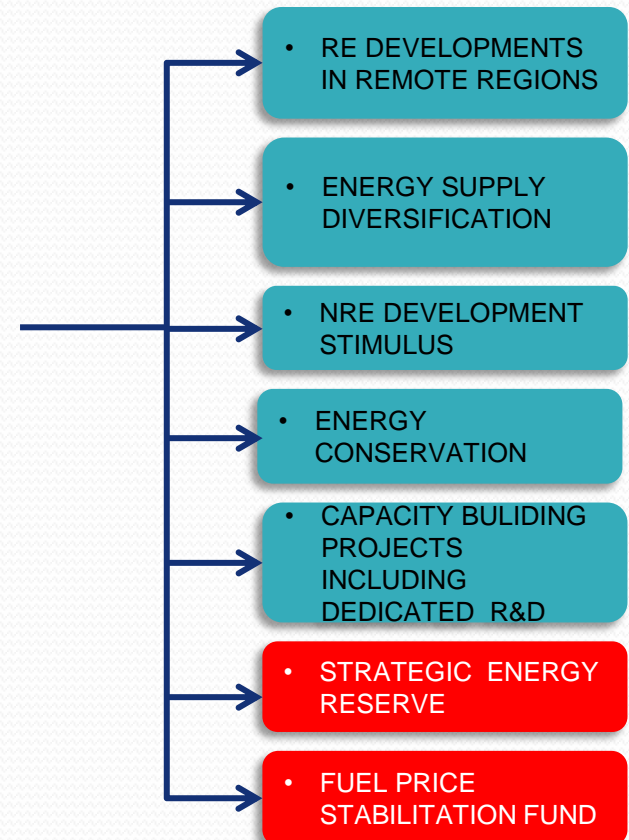 • RE DEVELOPMENTS
IN REMOTE REGIONS
• ENERGY SUPPLY
DIVERSIFICATION
• NRE DEVELOPMENT
STIMULUS
• ENERGY
CONSERVATION
• CAPACITY BULIDING
PROJECTS
INCLUDING
DEDICATED R&D
• STRATEGIC ENERGY
RESERVE
• FUEL PRICE
STABILITATION FUND